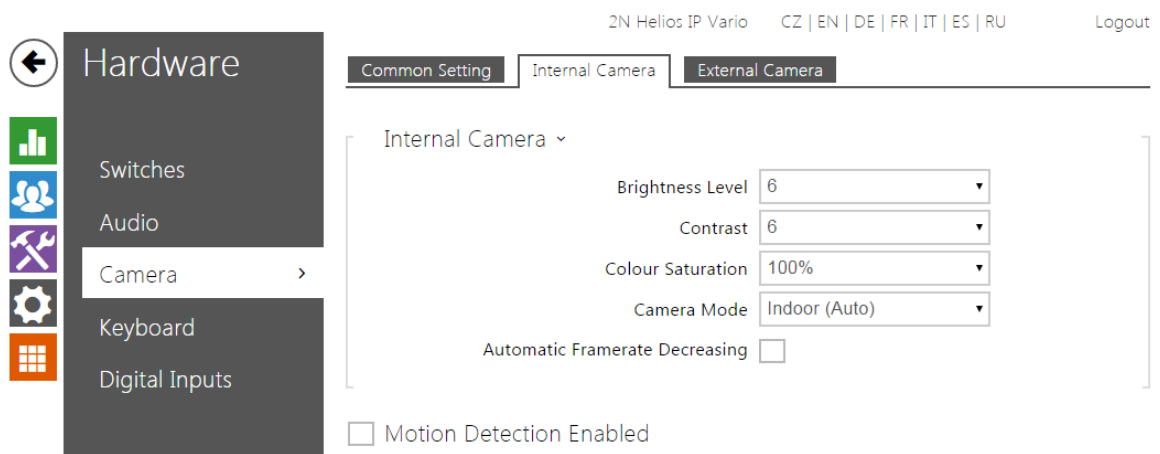 2N Helios IP Vario CZ | EN | DE | FR | IT | ES | RU Logout
Hardware
Common Setting Internal Camera External Camera
Switches
Audio
Camera
Keyboard
Digital Inputs
Internal Camera
Brightness Level 6
Contrast 6
Colour Saturation 100%
Camera Mode Indoor (Auto)
Automatic Framerate Decreasing
Motion Detection Enabled